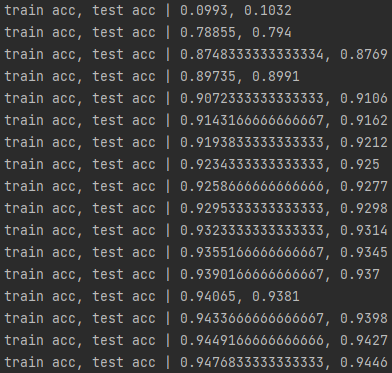 train acc, test acc | 0.0993, 0.1032
train acc, test acc | 0.78855, 0.794
train acc, test acc | 0.8748333333333334, 0.8769
train acc, test acc | 0.89735, 0.8991
train acc, test acc | 0.9072333333333333, 0.9106
train acc, test acc | 0.9143166666666667, 0.9162
train acc, test acc | 0.9193833333333333, 0.9212
train acc, test acc | 0.9234333333333333, 0.925
train acc, test acc | 0.9258666666666666, 0.9277
train acc, test acc | 0.9295333333333333, 0.9298
train acc, test acc | 0.9323333333333333, 0.9314
train acc, test acc | 0.9355166666666667, 0.9345
train acc, test acc | 0.9390166666666667, 0.937
train acc, test acc | 0.94065, 0.9381
train acc, test acc | 0.9433666666666667, 0.9398
train acc, test acc | 0.9449166666666666, 0.9427
train acc, test acc | 0.9476833333333333, 0.9446